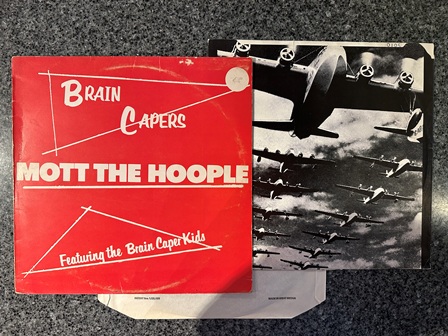 BRAIN
CAPERS
MOTT THE HOOPLE
Featuring the Brain Caper Kids